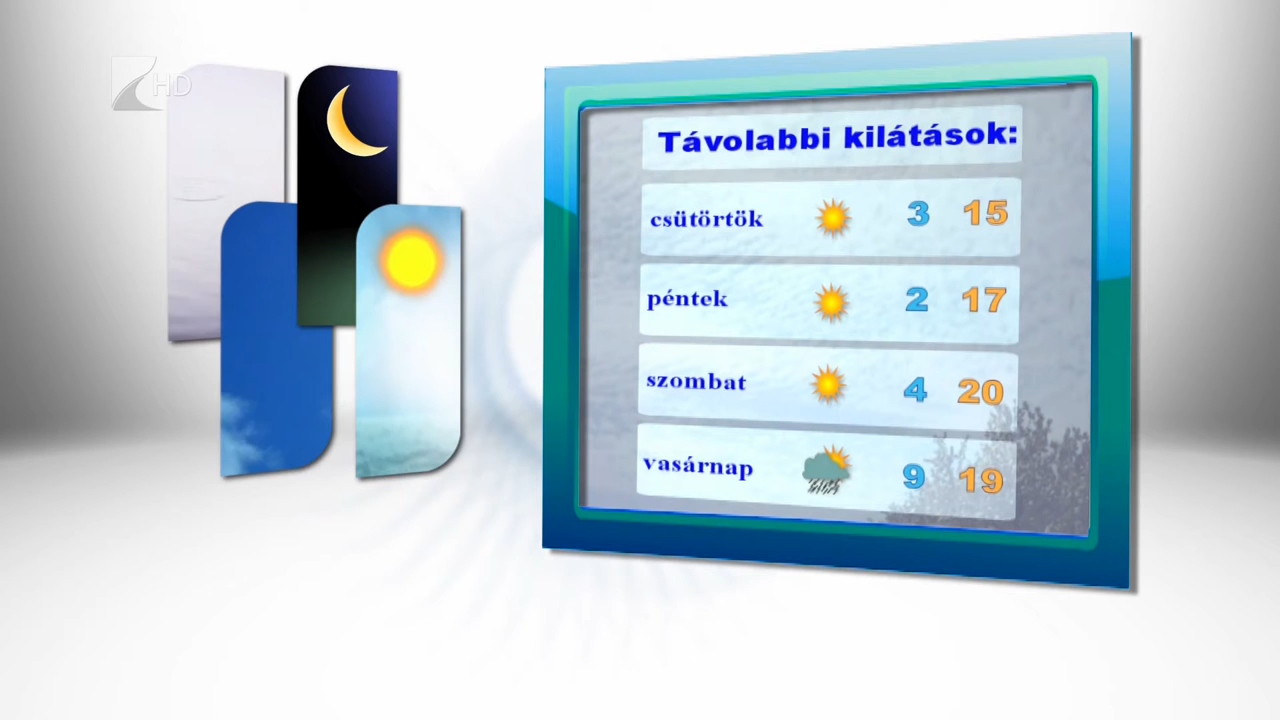 HD
Távolabbi kilátások:
csütörtök 3 15
péntek 2 17
szombat 4 20
vasárnap 9 19